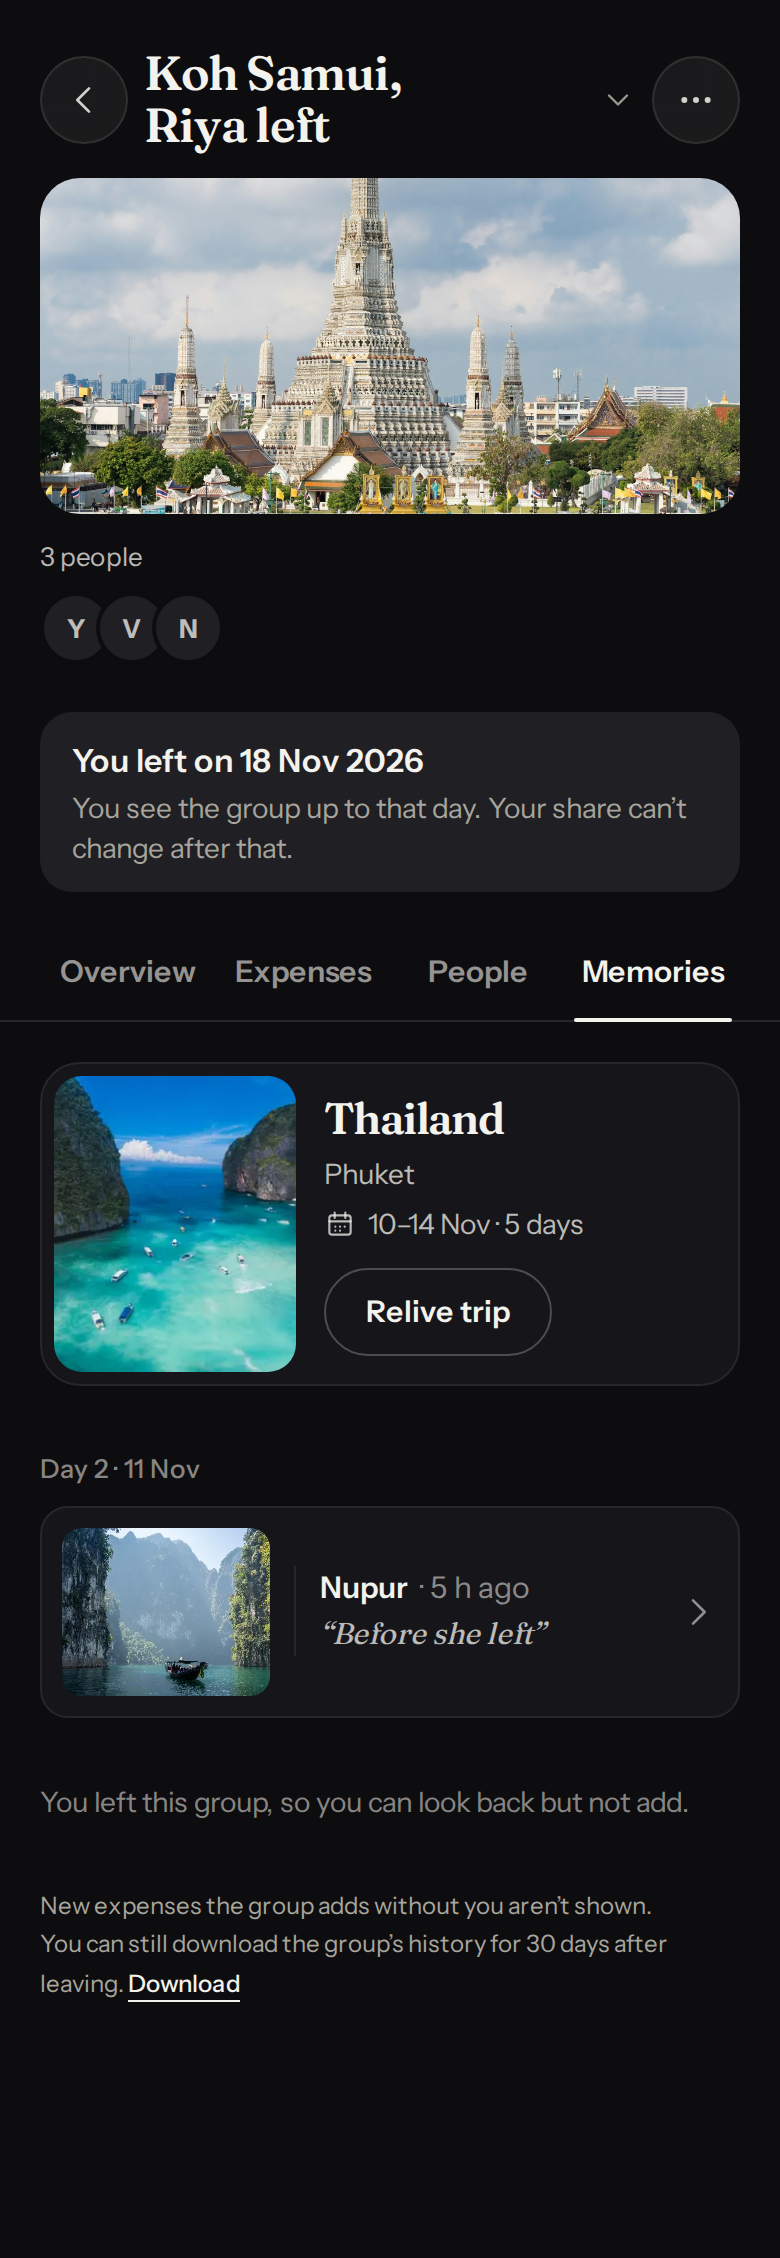 Koh Samui,
Riya left
3 people
Y V N
You left on 18 Nov 2026
You see the group up to that day. Your share can’t
change after that.
Overview Expenses People Memories
Thailand
Phuket
10–14 Nov · 5 days
Relive trip
Day 2 · 11 Nov
Nupur · 5 h ago
“Before she left”
You left this group, so you can look back but not add.
New expenses the group adds without you aren’t shown.
You can still download the group’s history for 30 days after
leaving. Download